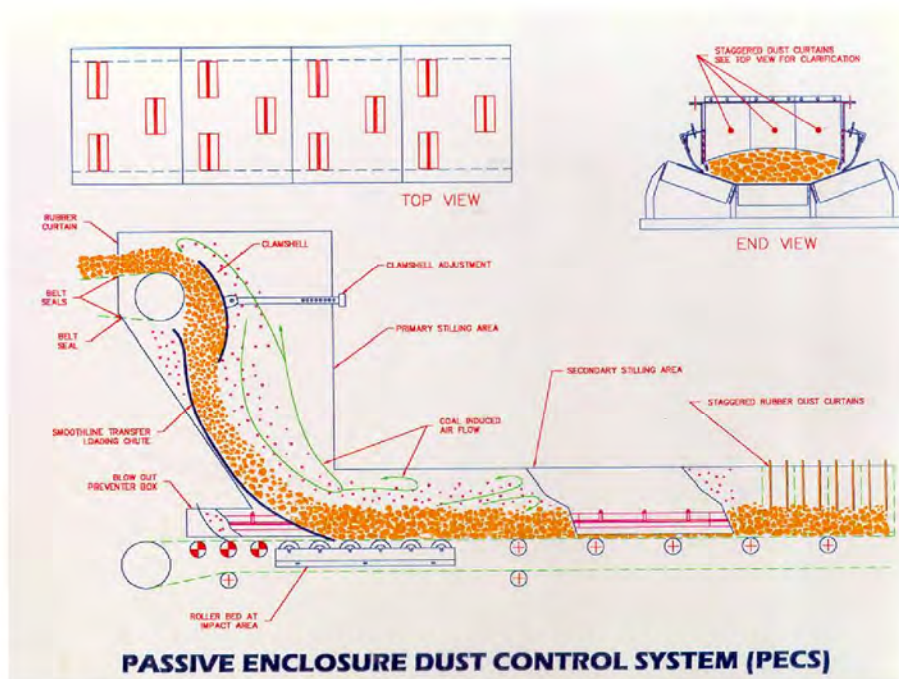 TOP VIEW
STAGGERED DUST CURTAINS
SEE TOP VIEW FOR CLARIFICATION
END VIEW
RUBBER
CURTAIN
CLAMSHELL
CLAMSHELL ADJUSTMENT
BELT
SEALS
BELT
SEAL
PRIMARY STILLING AREA
SECONDARY STILLING AREA
STAGGERED RUBBER DUST CURTAINS
SMOOTHLINE TRANSFER
LOADING CHUTE
COAL INDUCED
AIR FLOW
BLOW OUT
PREVENTER BOX
ROLLER BED AT
IMPACT AREA
PASSIVE ENCLOSURE DUST CONTROL SYSTEM (PECS)